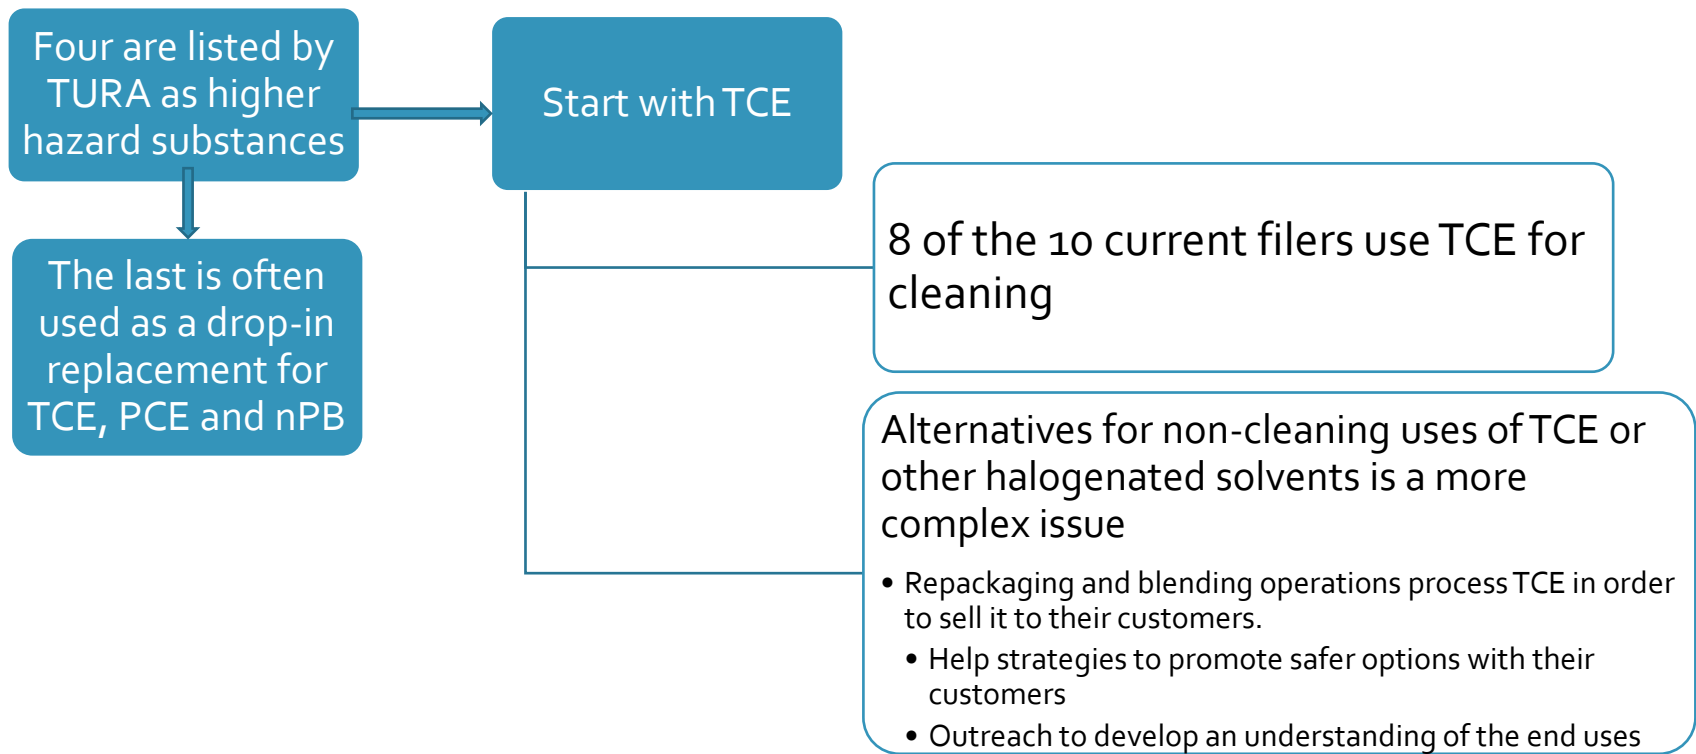 Four are listed by
TURA as higher
hazard substances
Start with TCE
The last is often
used as a drop-in
replacement for
TCE, PCE and nPB
8 of the 10 current filers use TCE for
cleaning
Alternatives for non-cleaning uses of TCE or
other halogenated solvents is a more
complex issue
• Repackaging and blending operations process TCE in order
to sell it to their customers.
• Help strategies to promote safer options with their
customers
• Outreach to develop an understanding of the end uses